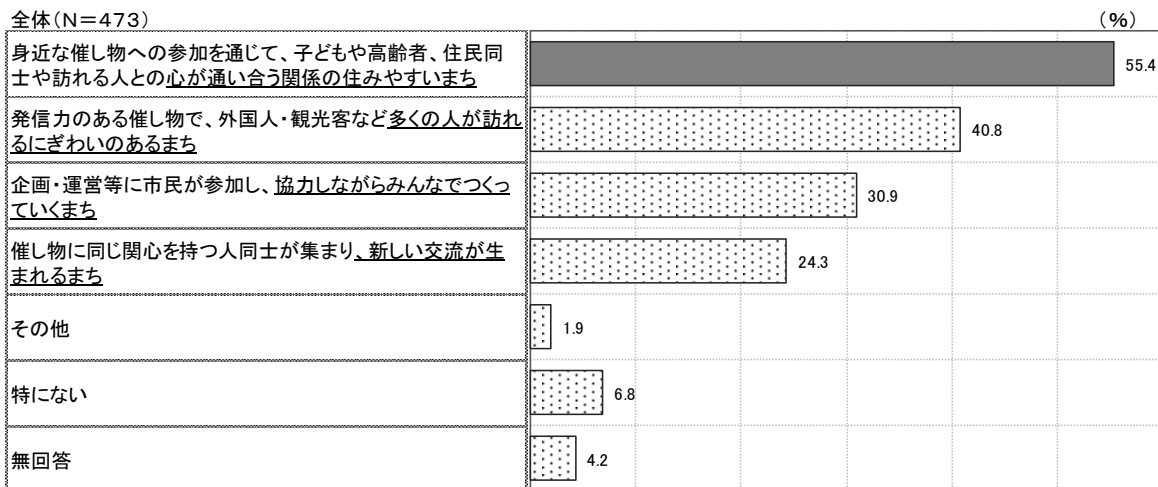 全体(N=473) (%)
身近な催し物への参加を通じて、子どもや高齢者、住民同
士や訪れる人との心が通い合う関係の住みやすいまち
55.4
発信力のある催し物で、外国人・観光客など多くの人が訪れ
るにぎわいのあるまち
40.8
企画・運営等に市民が参加し、協力しながらみんなでつくっ
ていくまち
30.9
催し物に同じ関心を持つ人同士が集まり、新しい交流が生
まれるまち
24.3
その他
1.9
特にない
6.8
無回答
4.2